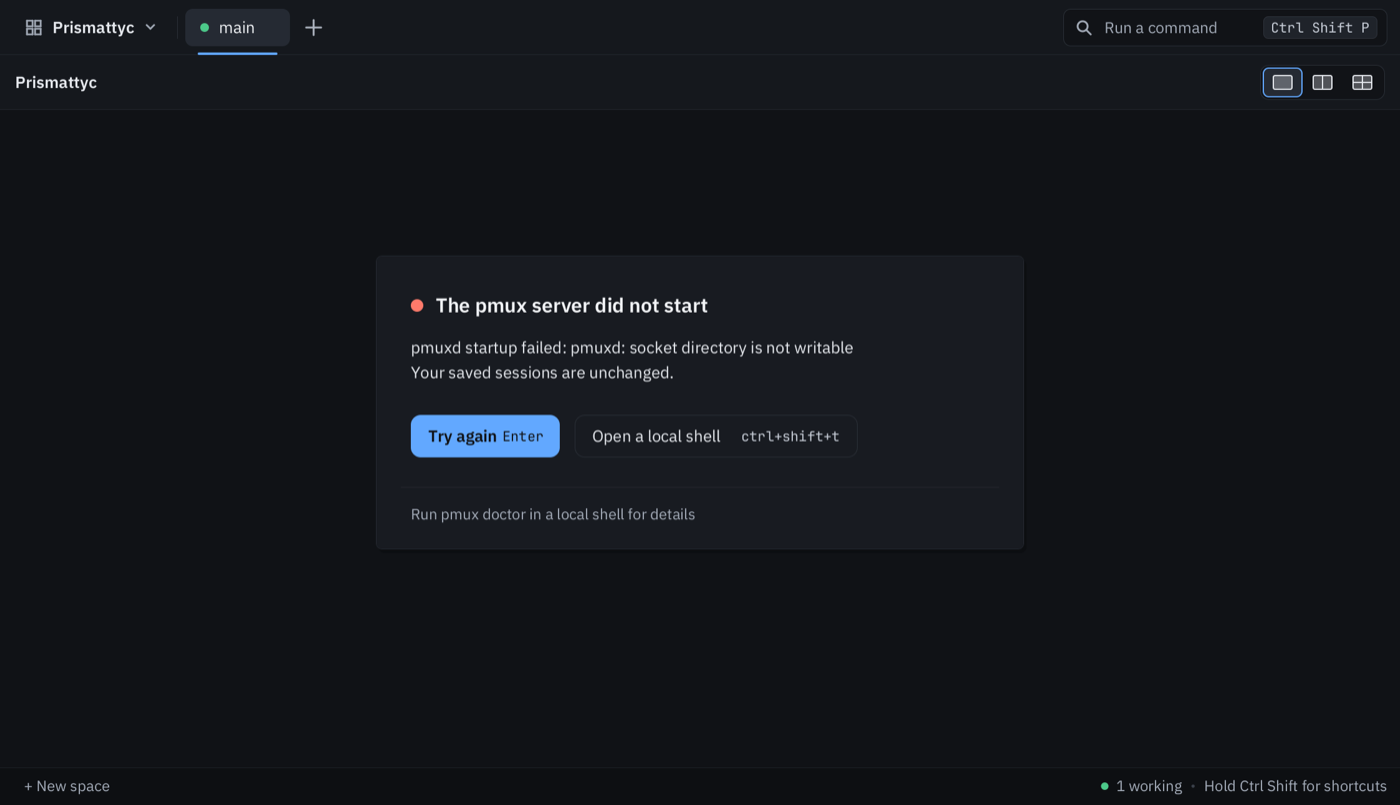 Prismattyc
main
Run a command
Ctrl Shift P
Prismattyc
The pmux server did not start
pmuxd startup failed: pmuxd: socket directory is not writable
Your saved sessions are unchanged.
Try again Enter
Open a local shell ctrl+shift+t
Run pmux doctor in a local shell for details
+ New space
1 working · Hold Ctrl Shift for shortcuts